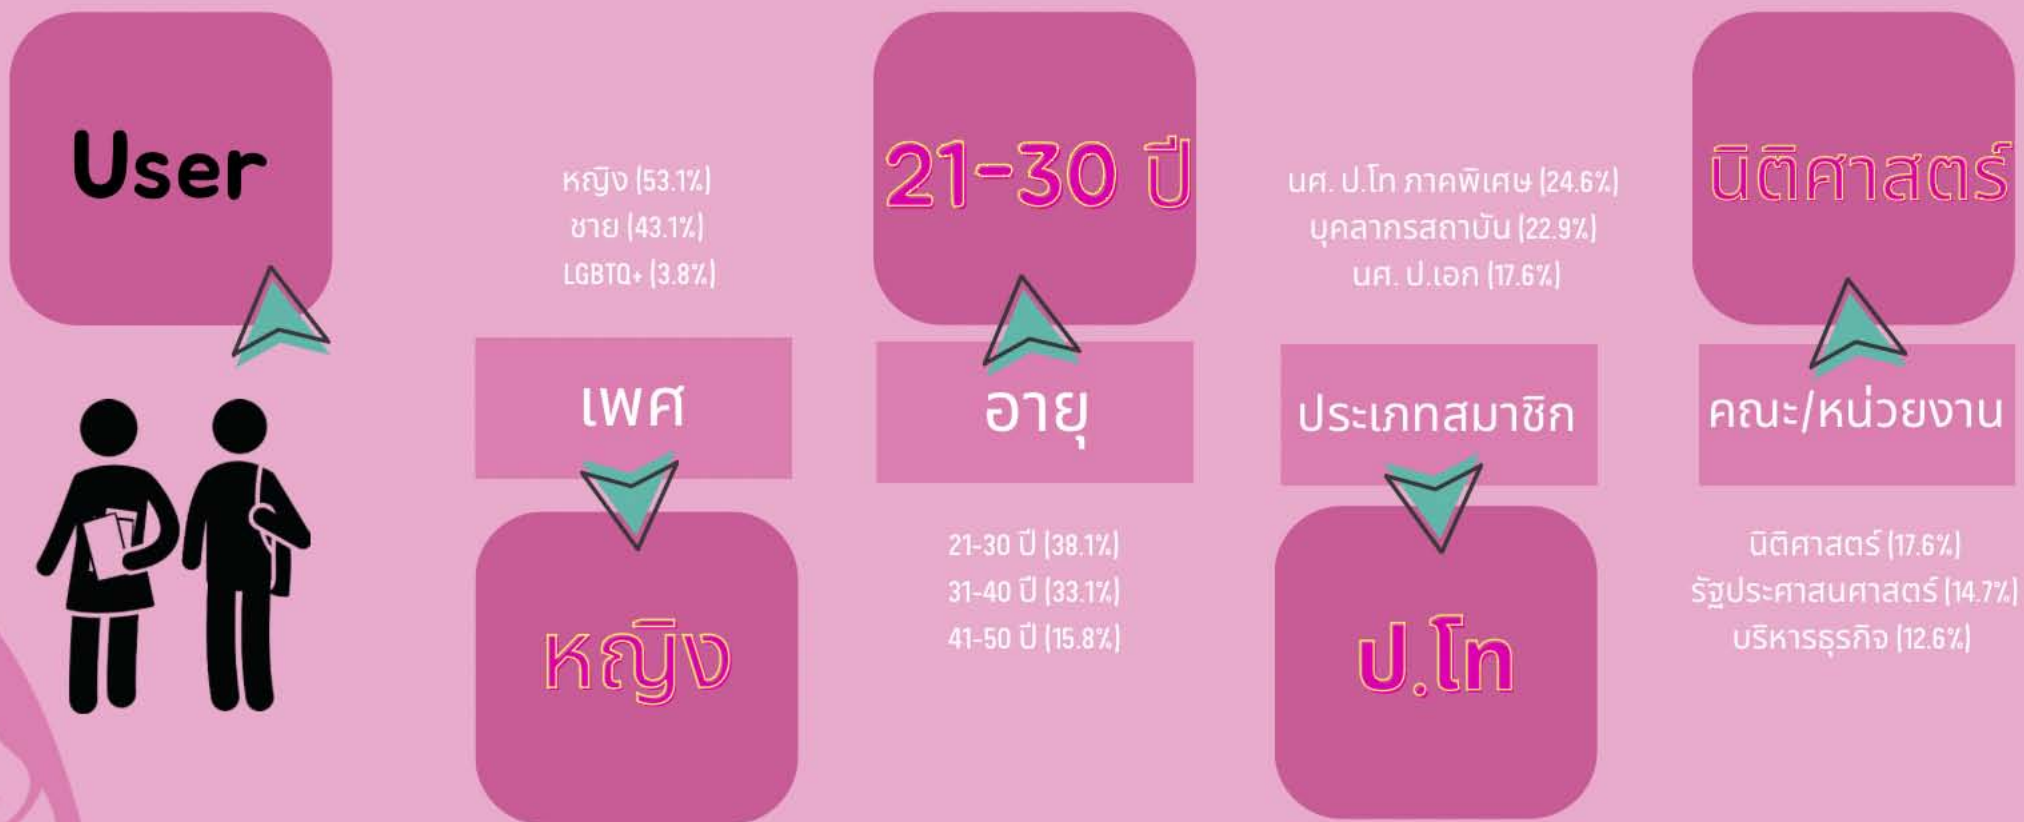 User
หญิง (53.1%)
ชาย (43.1%)
LGBTQ+ (3.8%)
เพศ
หญิง
21-30 ปี
อายุ
21-30 ปี (38.1%)
31-40 ปี (33.1%)
41-50 ปี (15.8%)
นศ. ป.โท ภาคพิเศษ (24.6%)
บุคลากรสถาบัน (22.9%)
นศ. ป.เอก (17.6%)
ประเภทสมาชิก
ป.โท
นิติศาสตร์
คณะ/หน่วยงาน
นิติศาสตร์ (17.6%)
รัฐประศาสนศาสตร์ (14.7%)
บริหารธุรกิจ (12.6%)